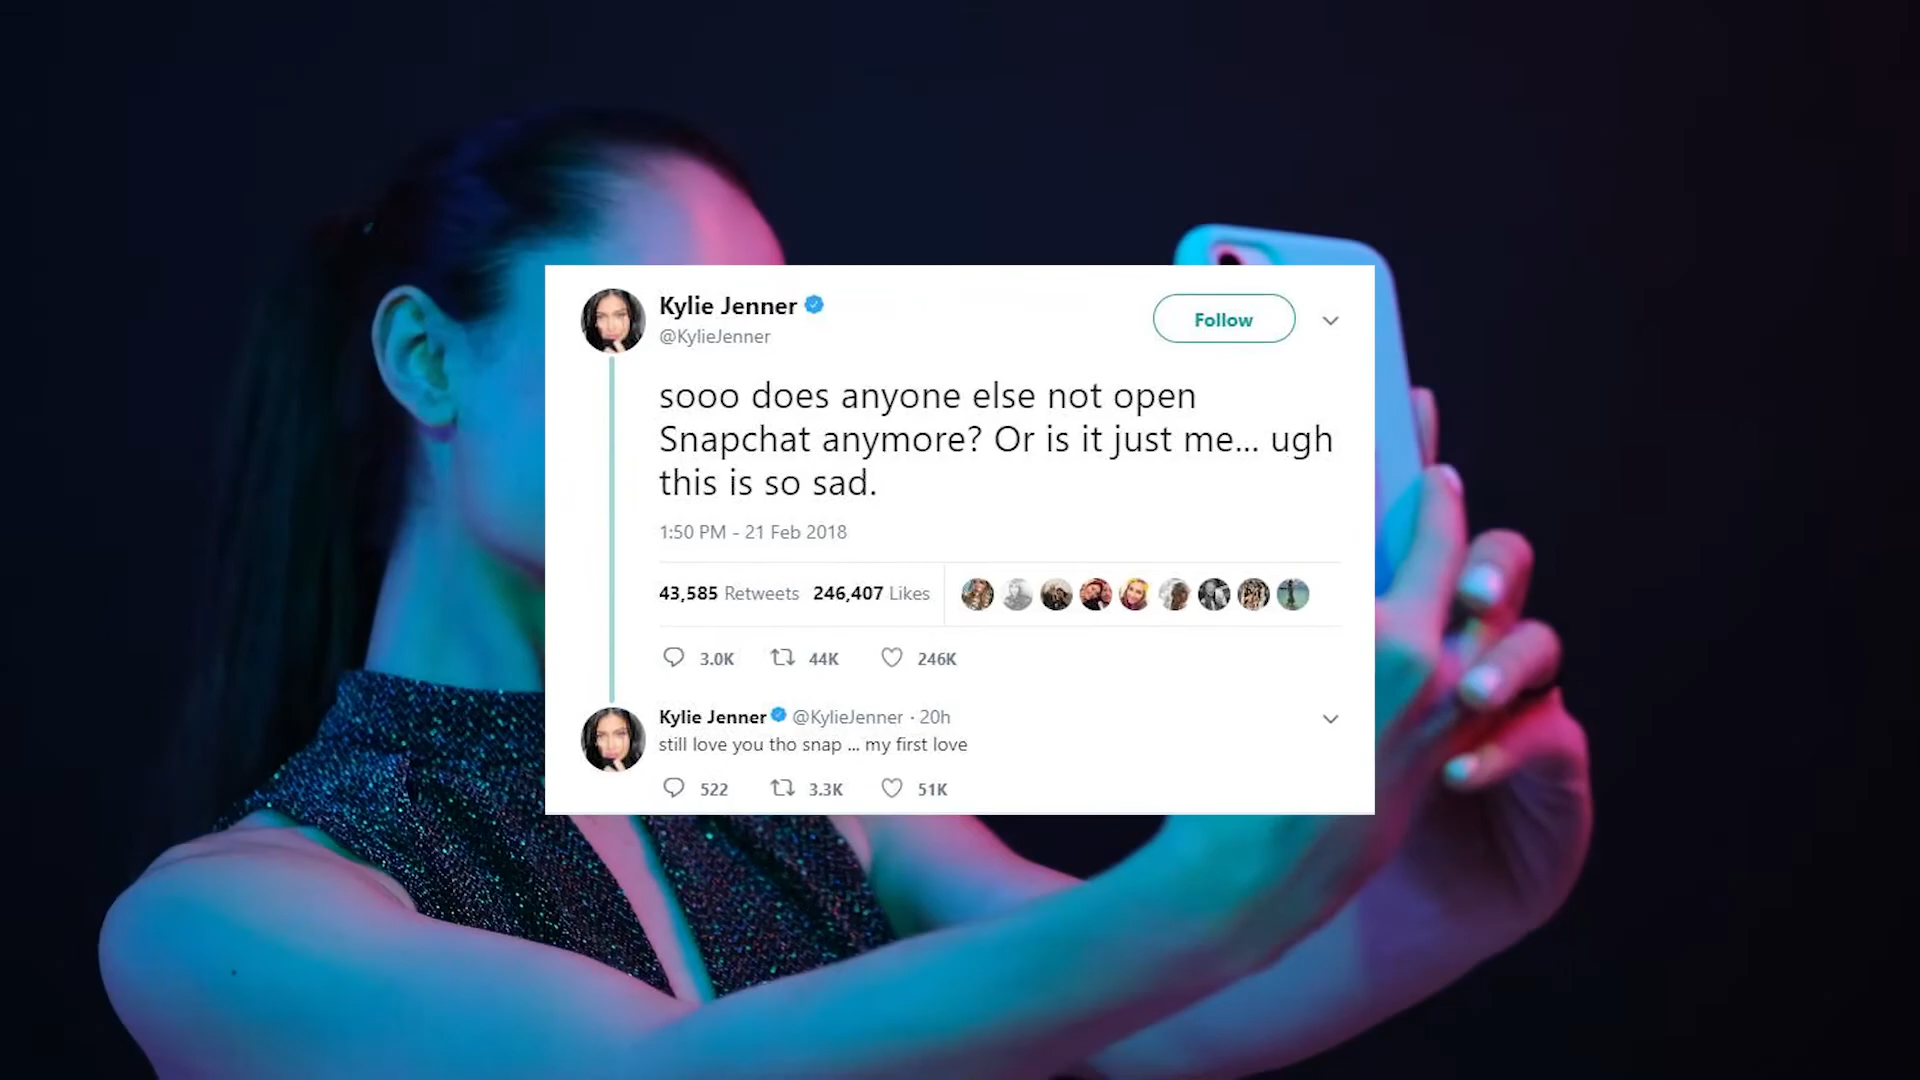 Kylie Jenner
@KylieJenner
Follow
sooo does anyone else not open
Snapchat anymore? Or is it just me... ugh
this is so sad.
1:50 PM - 21 Feb 2018
43,585 Retweets 246,407 Likes
3.0K 44K 246K
Kylie Jenner @KylieJenner · 20h
still love you tho snap ... my first love
522 3.3K 51K